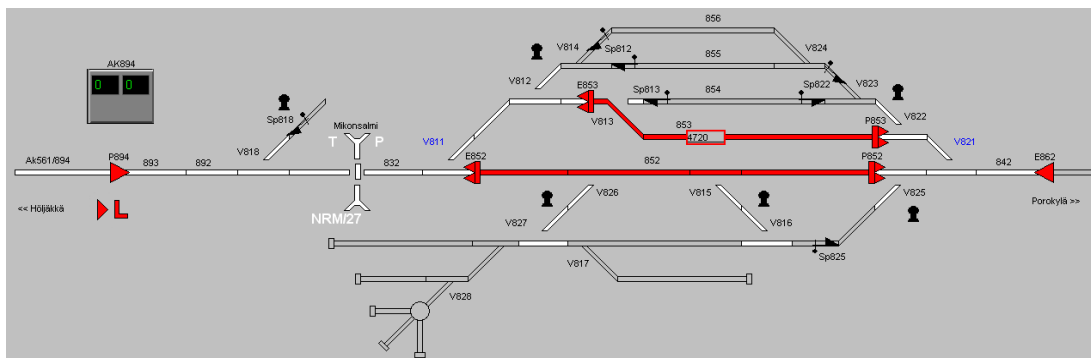 856
AK894
0 0
V814
Sp812
V824
855
V812
V823
E853
Sp813
854
Sp822
Sp818
Mikonsalmi
T P
V811
V813
853
4720
P853
V822
V821
V818
Ak561/894
P894
893
892
832
E852
852
P852
842
E862
<< Höljäkkä
NRM/27
V826
V815
V825
Porokylä >>
V827
V816
V817
Sp825
V828